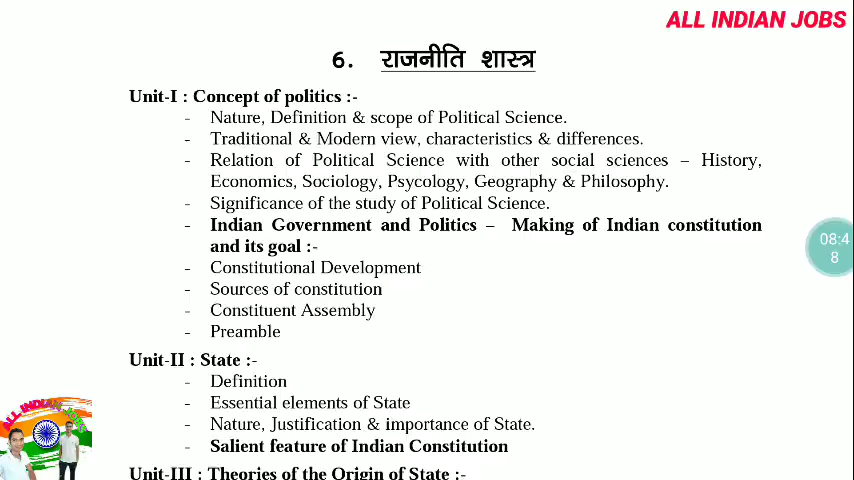 ALL INDIAN JOBS
6. राजनीति शास्त्र
Unit-I : Concept of politics :-
- Nature, Definition & scope of Political Science.
- Traditional & Modern view, characteristics & differences.
- Relation of Political Science with other social sciences – History,
Economics, Sociology, Psycology, Geography & Philosophy.
- Significance of the study of Political Science.
- Indian Government and Politics – Making of Indian constitution
and its goal :-
- Constitutional Development
- Sources of constitution
- Constituent Assembly
- Preamble
08:4
8
Unit-II : State :-
- Definition
- Essential elements of State
- Nature, Justification & importance of State.
- Salient feature of Indian Constitution
Unit-III : Theories of the Origin of State :-
ALL INDIAN JOBS